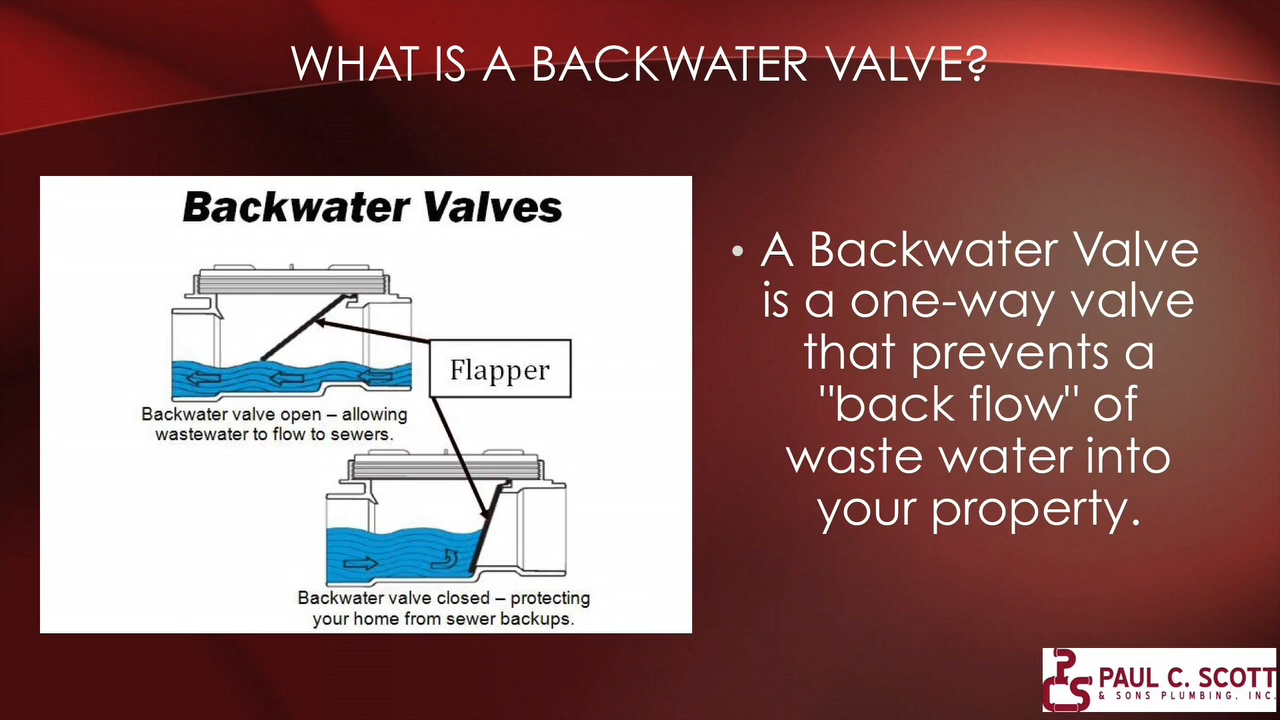 WHAT IS A BACKWATER VALVE?
Backwater Valves
Flapper
Backwater valve open – allowing
wastewater to flow to sewers.
Backwater valve closed – protecting
your home from sewer backups.
• A Backwater Valve
is a one-way valve
that prevents a
"back flow" of
waste water into
your property.
PCS
PAUL C. SCOTT
& SONS PLUMBING, INC.